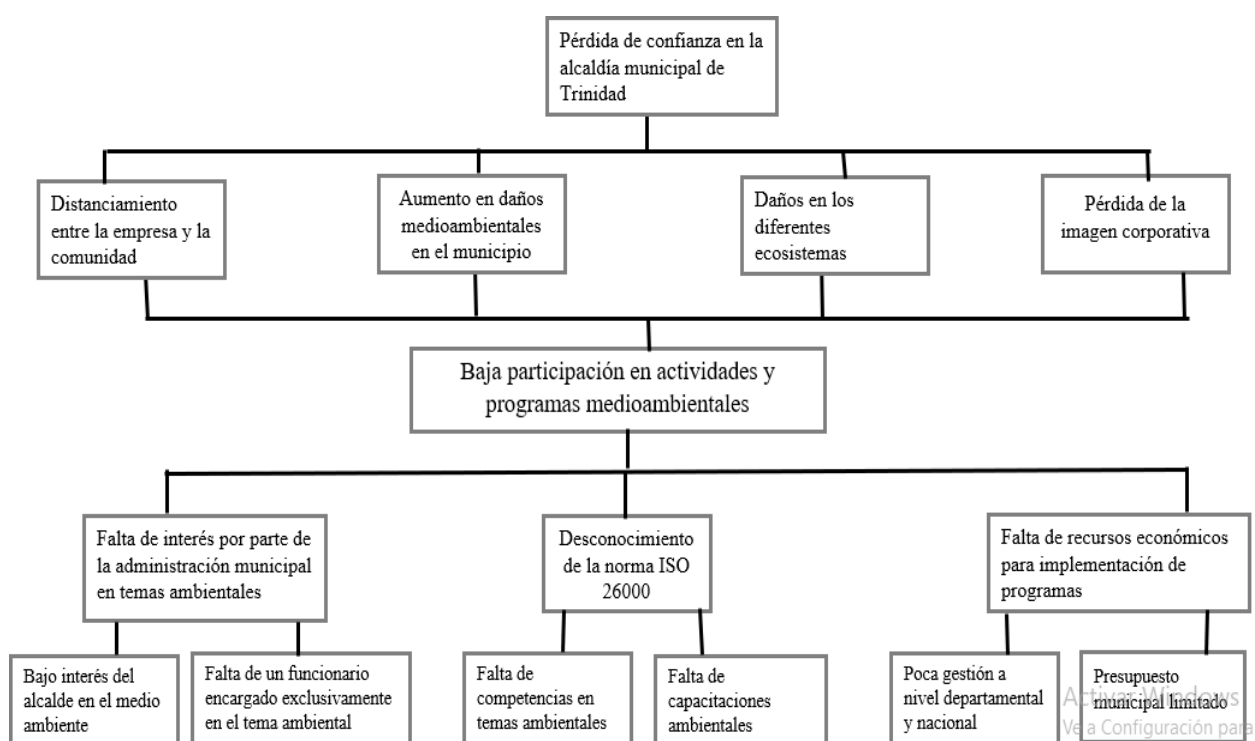 Pérdida de confianza en la
alcaldía municipal de
Trinidad
Distanciamiento
entre la empresa y la
comunidad
Aumento en daños
medioambientales
en el municipio
Daños en los
diferentes
ecosistemas
Pérdida de la
imagen corporativa
Baja participación en actividades y
programas medioambientales
Falta de interés por parte de
la administración municipal
en temas ambientales
Desconocimiento
de la norma ISO
26000
Falta de recursos económicos
para implementación de
programas
Bajo interés del
alcalde en el medio
ambiente
Falta de un funcionario
encargado exclusivamente
en el tema ambiental
Falta de
competencias en
temas ambientales
Falta de
capacitaciones
ambientales
Poca gestión a
nivel departamental
y nacional
Presupuesto
municipal limitado
Activar Windows
Ve a Configuración para